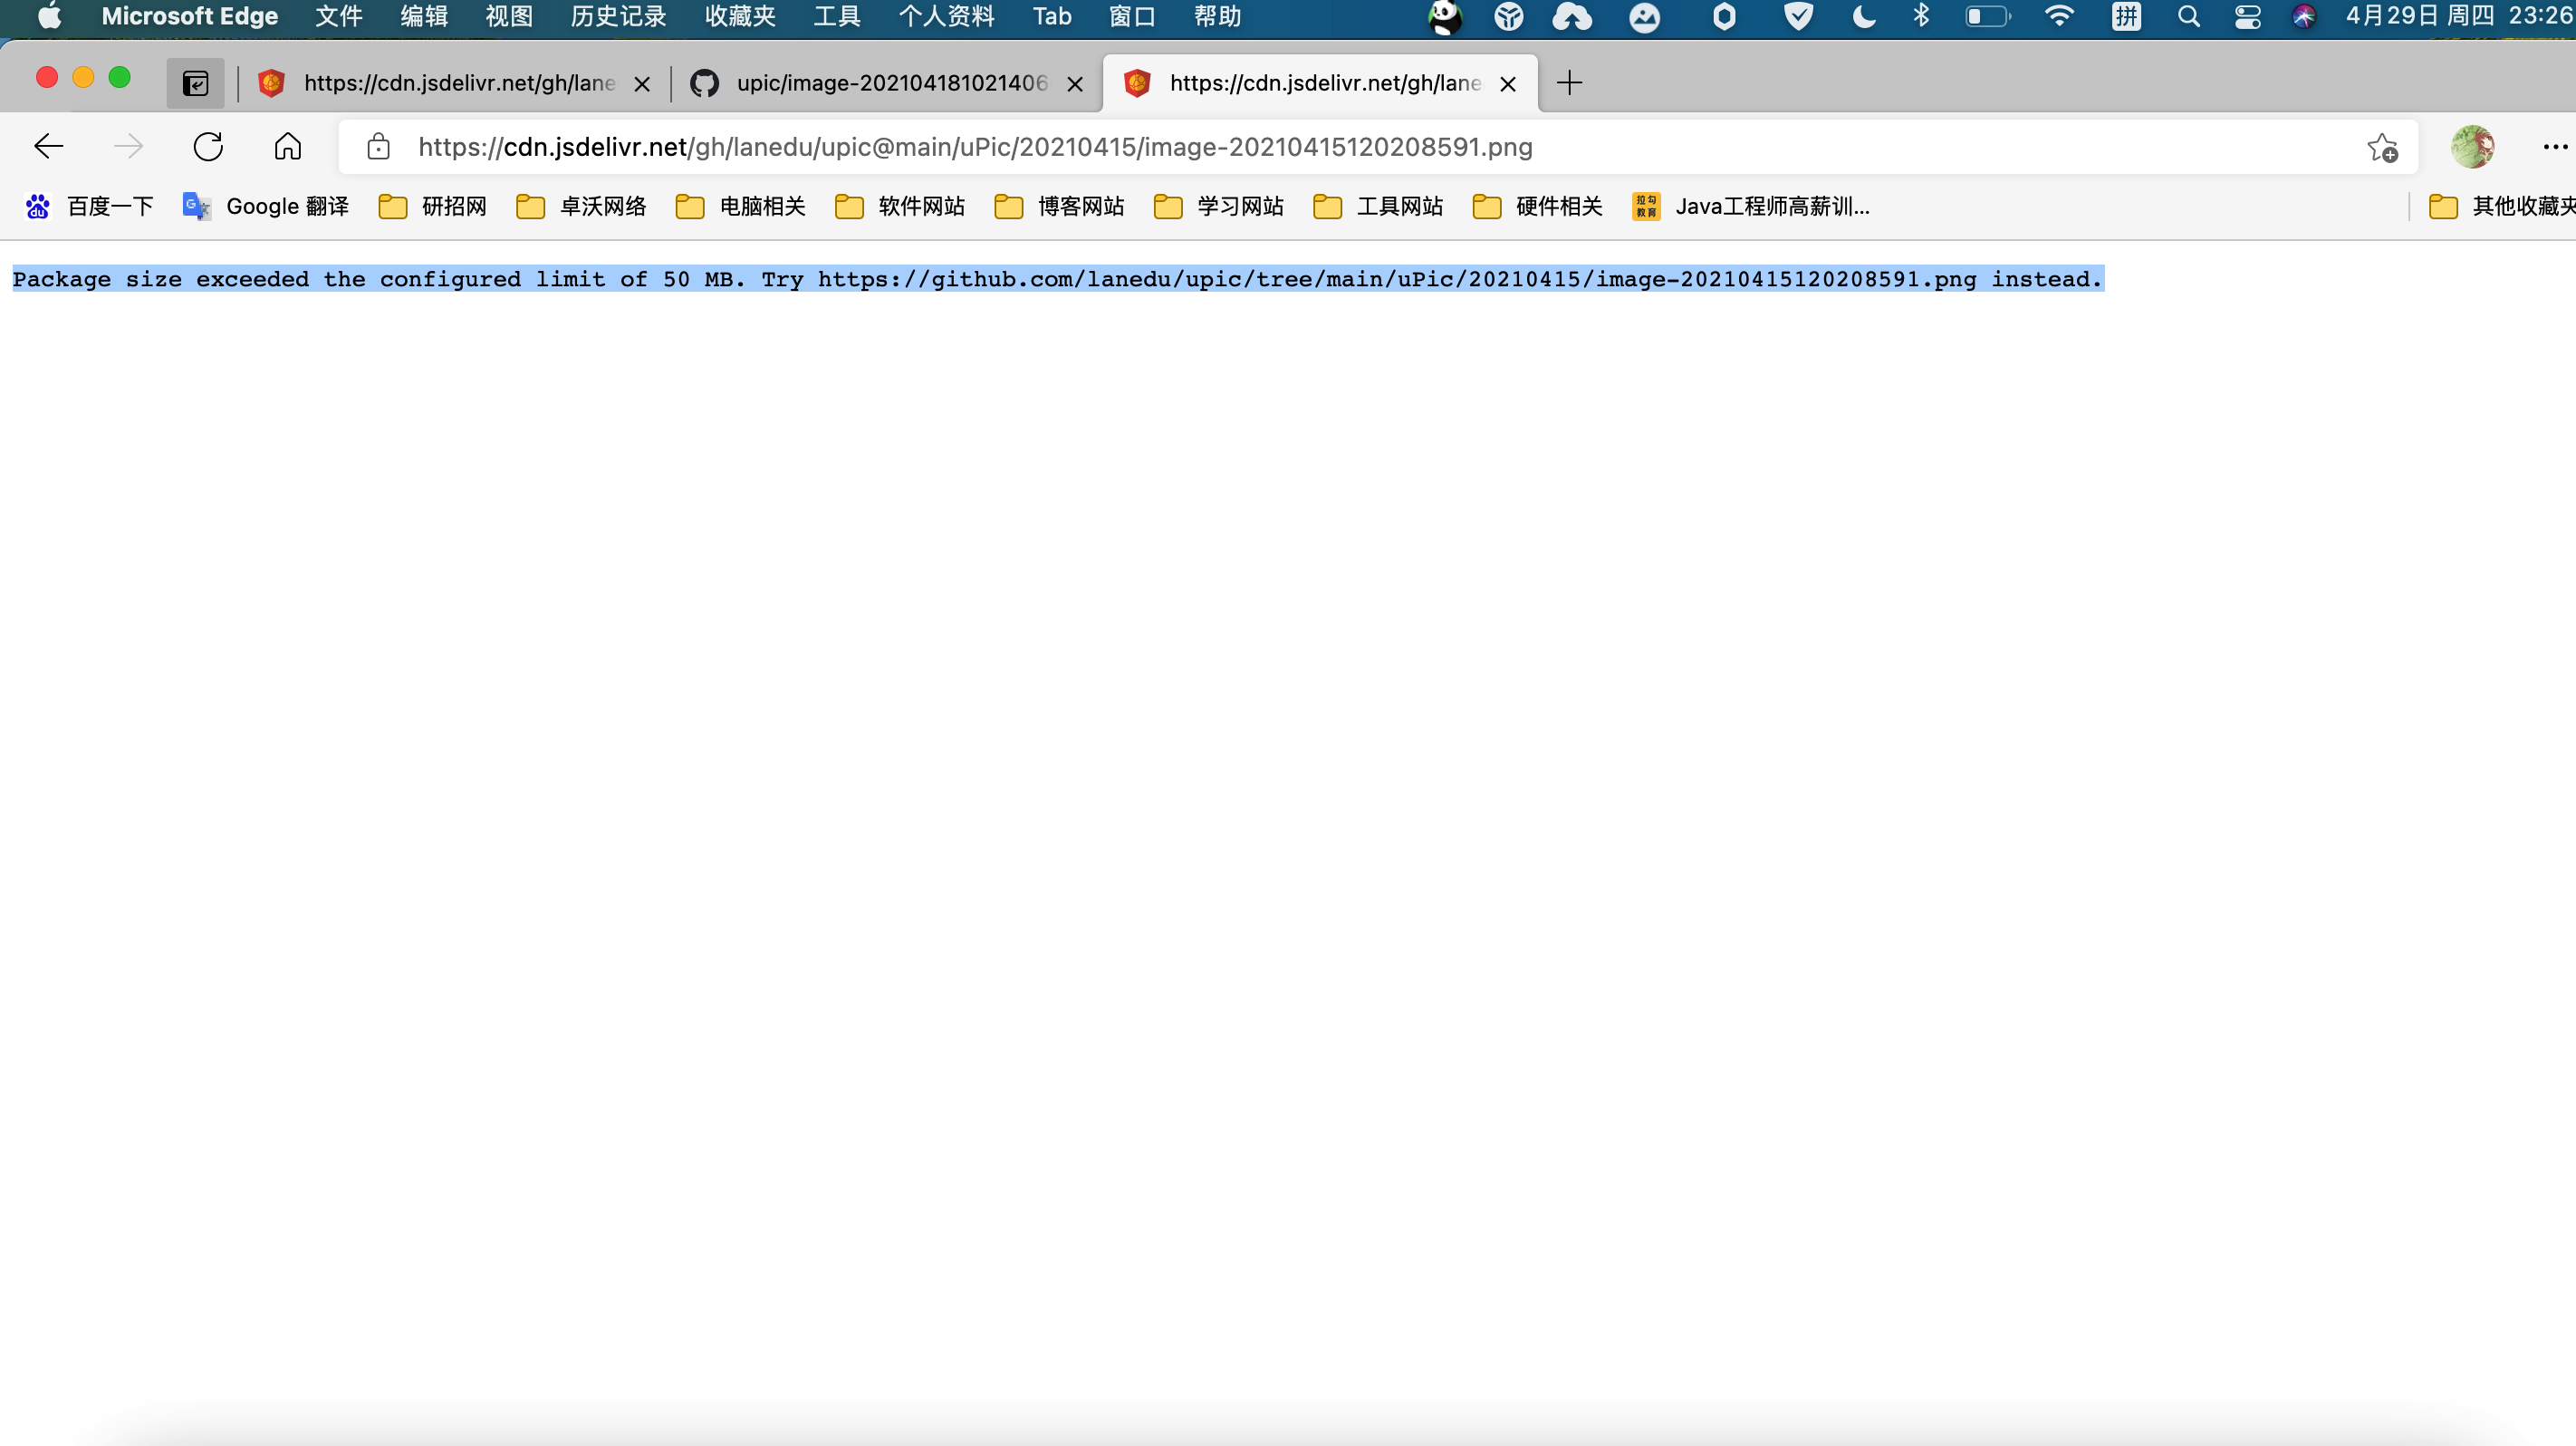 Microsoft Edge 文件 编辑 视图 历史记录 收藏夹 工具 个人资料 Tab 窗口 帮助 拼 4月29日 周四 23:26
https://cdn.jsdelivr.net/gh/lane upic/image-202104181021406 https://cdn.jsdelivr.net/gh/lane
https://cdn.jsdelivr.net/gh/lanedu/upic@main/uPic/20210415/image-20210415120208591.png
du 百度一下 G Google 翻译 研招网 卓沃网络 电脑相关 软件网站 博客网站 学习网站 工具网站 硬件相关 拉勾教育 Java工程师高薪训... 其他收藏夹
Package size exceeded the configured limit of 50 MB. Try https://github.com/lanedu/upic/tree/main/uPic/20210415/image-20210415120208591.png instead.